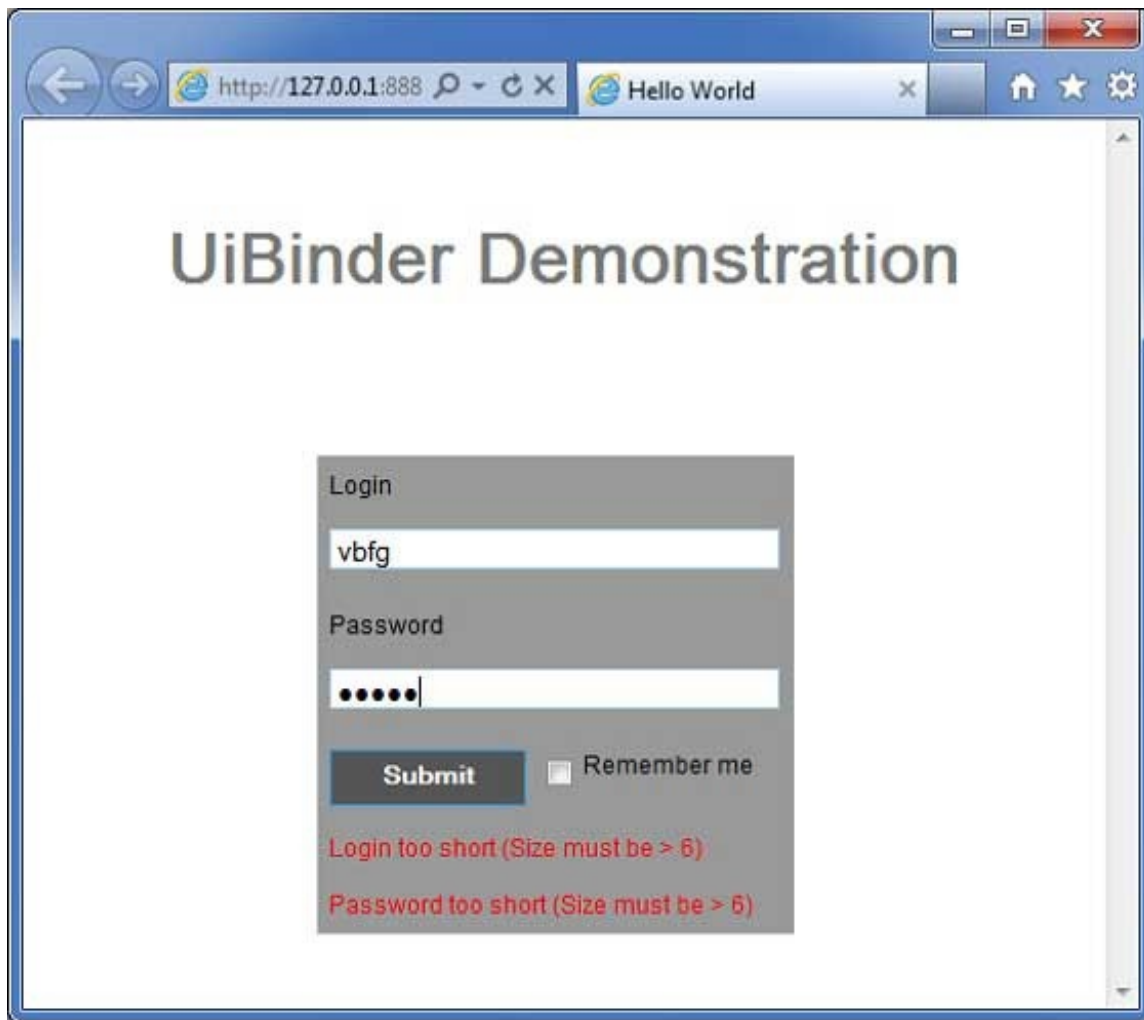 http://127.0.0.1:888
Hello World
UiBinder Demonstration
Login
vbfg
Password
•••••
Submit
Remember me
Login too short (Size must be > 6)
Password too short (Size must be > 6)